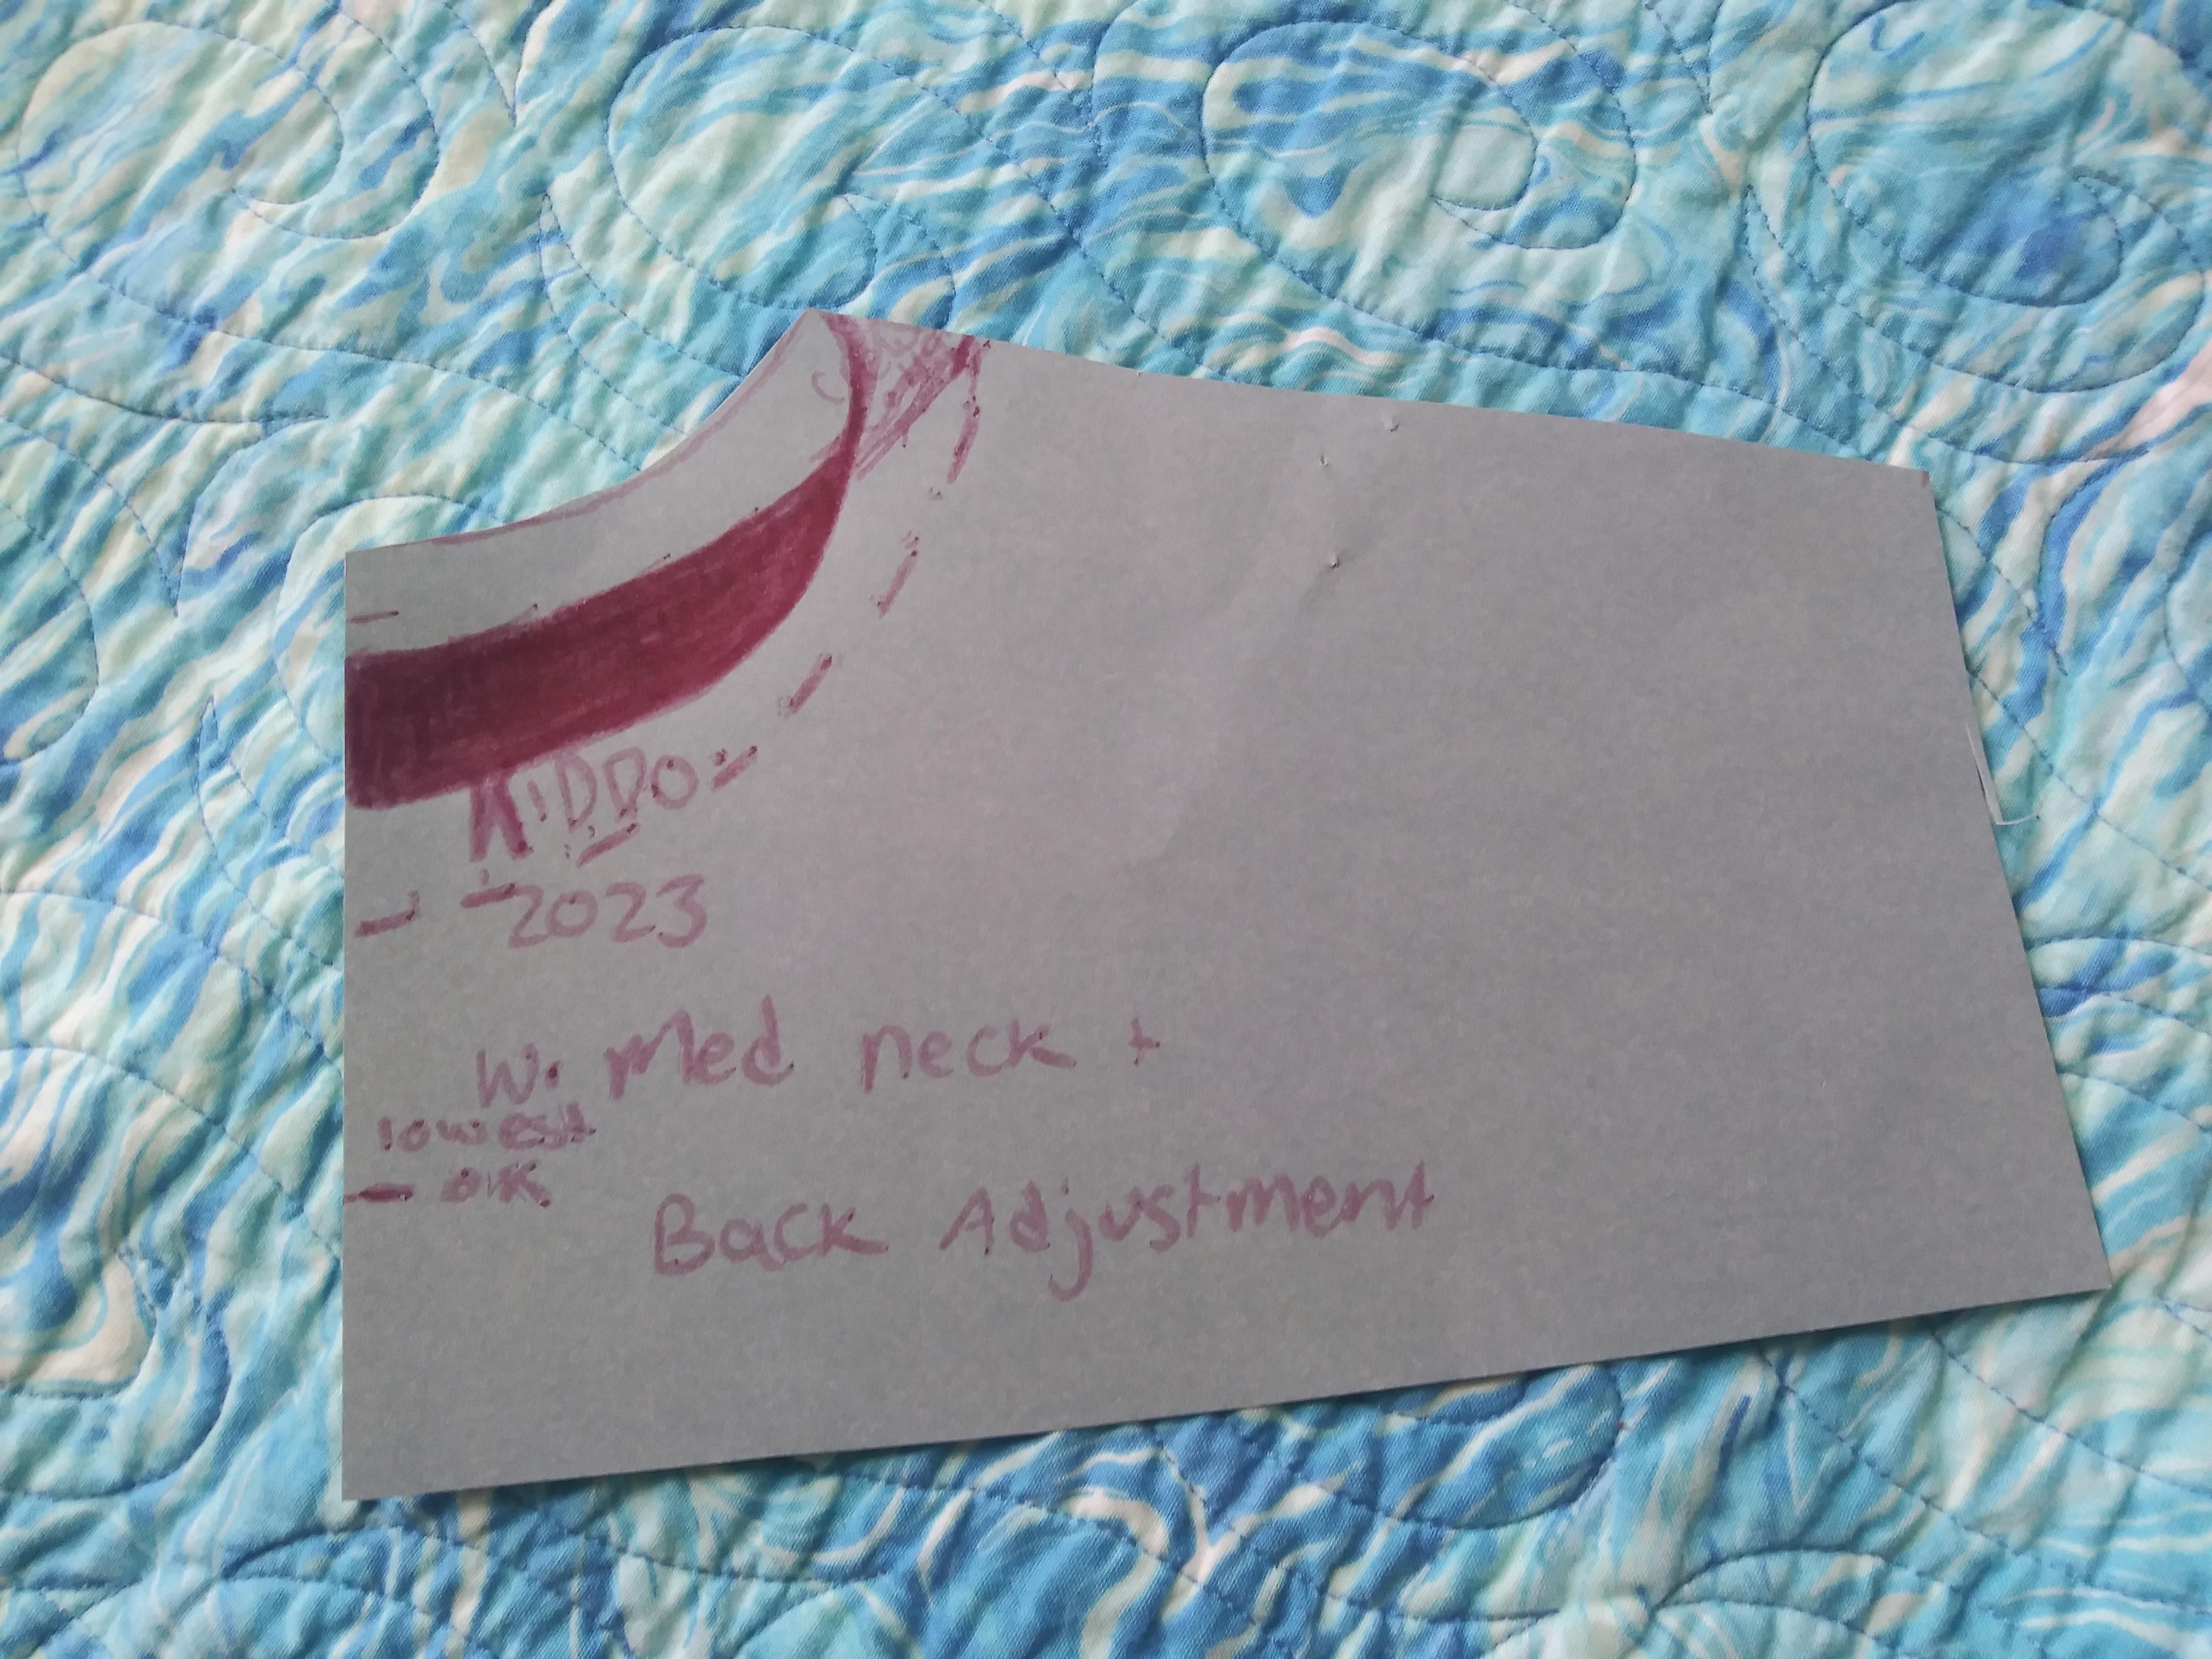 KIDDO
2023
W. Med neck +
lowest
OK
Back Adjustment